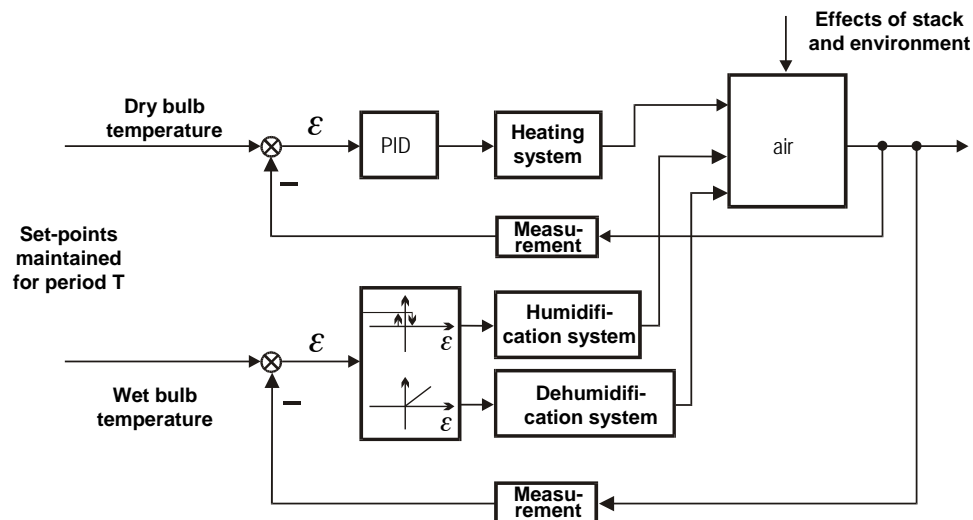 Effects of stack
and environment
Dry bulb
temperature
ε
PID
Heating
system
air
Measu-
rement
Set-points
maintained
for period T
ε
ε
ε
Humidifi-
cation system
Dehumidifi-
cation system
Wet bulb
temperature
Measu-
rement